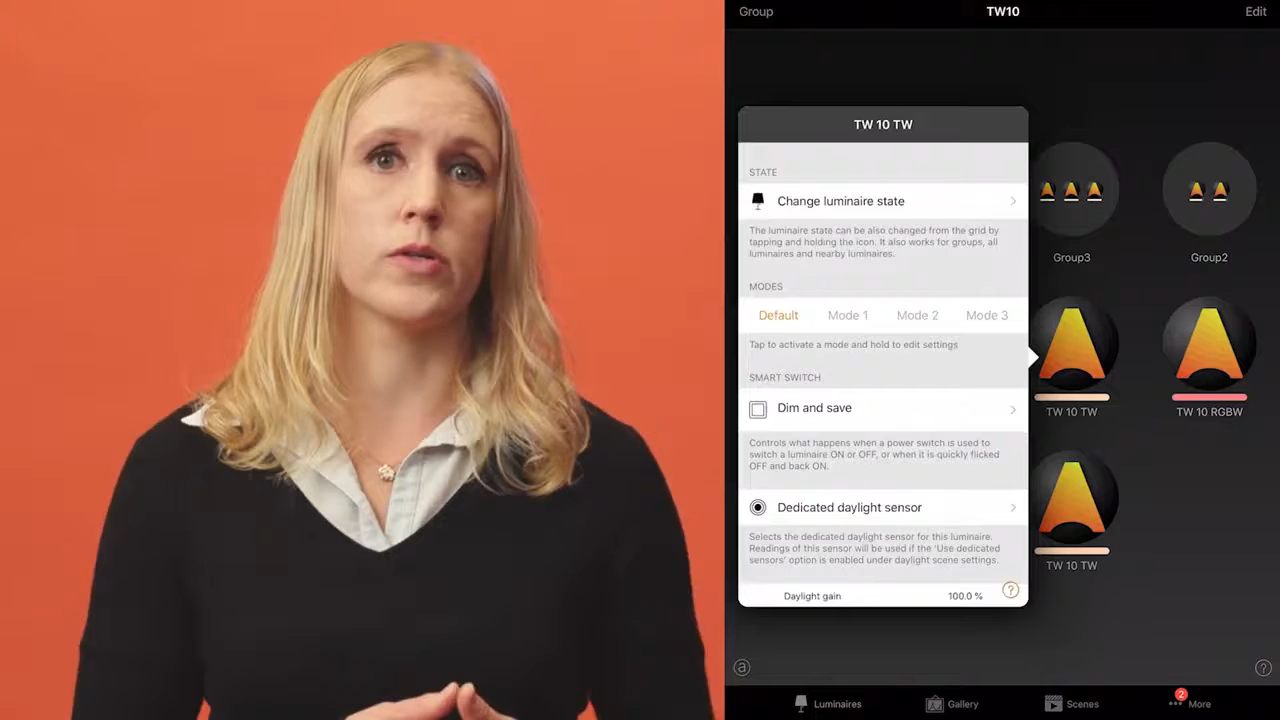 Group
TW10
Edit
TW 10 TW
STATE
Change luminaire state
The luminaire state can be also changed from the grid by
tapping and holding the icon. It also works for groups, all
luminaires and nearby luminaires.
MODES
Default Mode 1 Mode 2 Mode 3
Tap to activate a mode and hold to edit settings
SMART SWITCH
Dim and save
Controls what happens when a power switch is used to
switch a luminaire ON or OFF, or when it is quickly flicked
OFF and back ON.
Dedicated daylight sensor
Selects the dedicated daylight sensor for this luminaire.
Readings of this sensor will be used if the 'Use dedicated
sensors' option is enabled under daylight scene settings.
Daylight gain 100.0 %
?
Group3
Group2
TW 10 TW
TW 10 RGBW
TW 10 TW
a
?
Luminaires
Gallery
Scenes
2
More